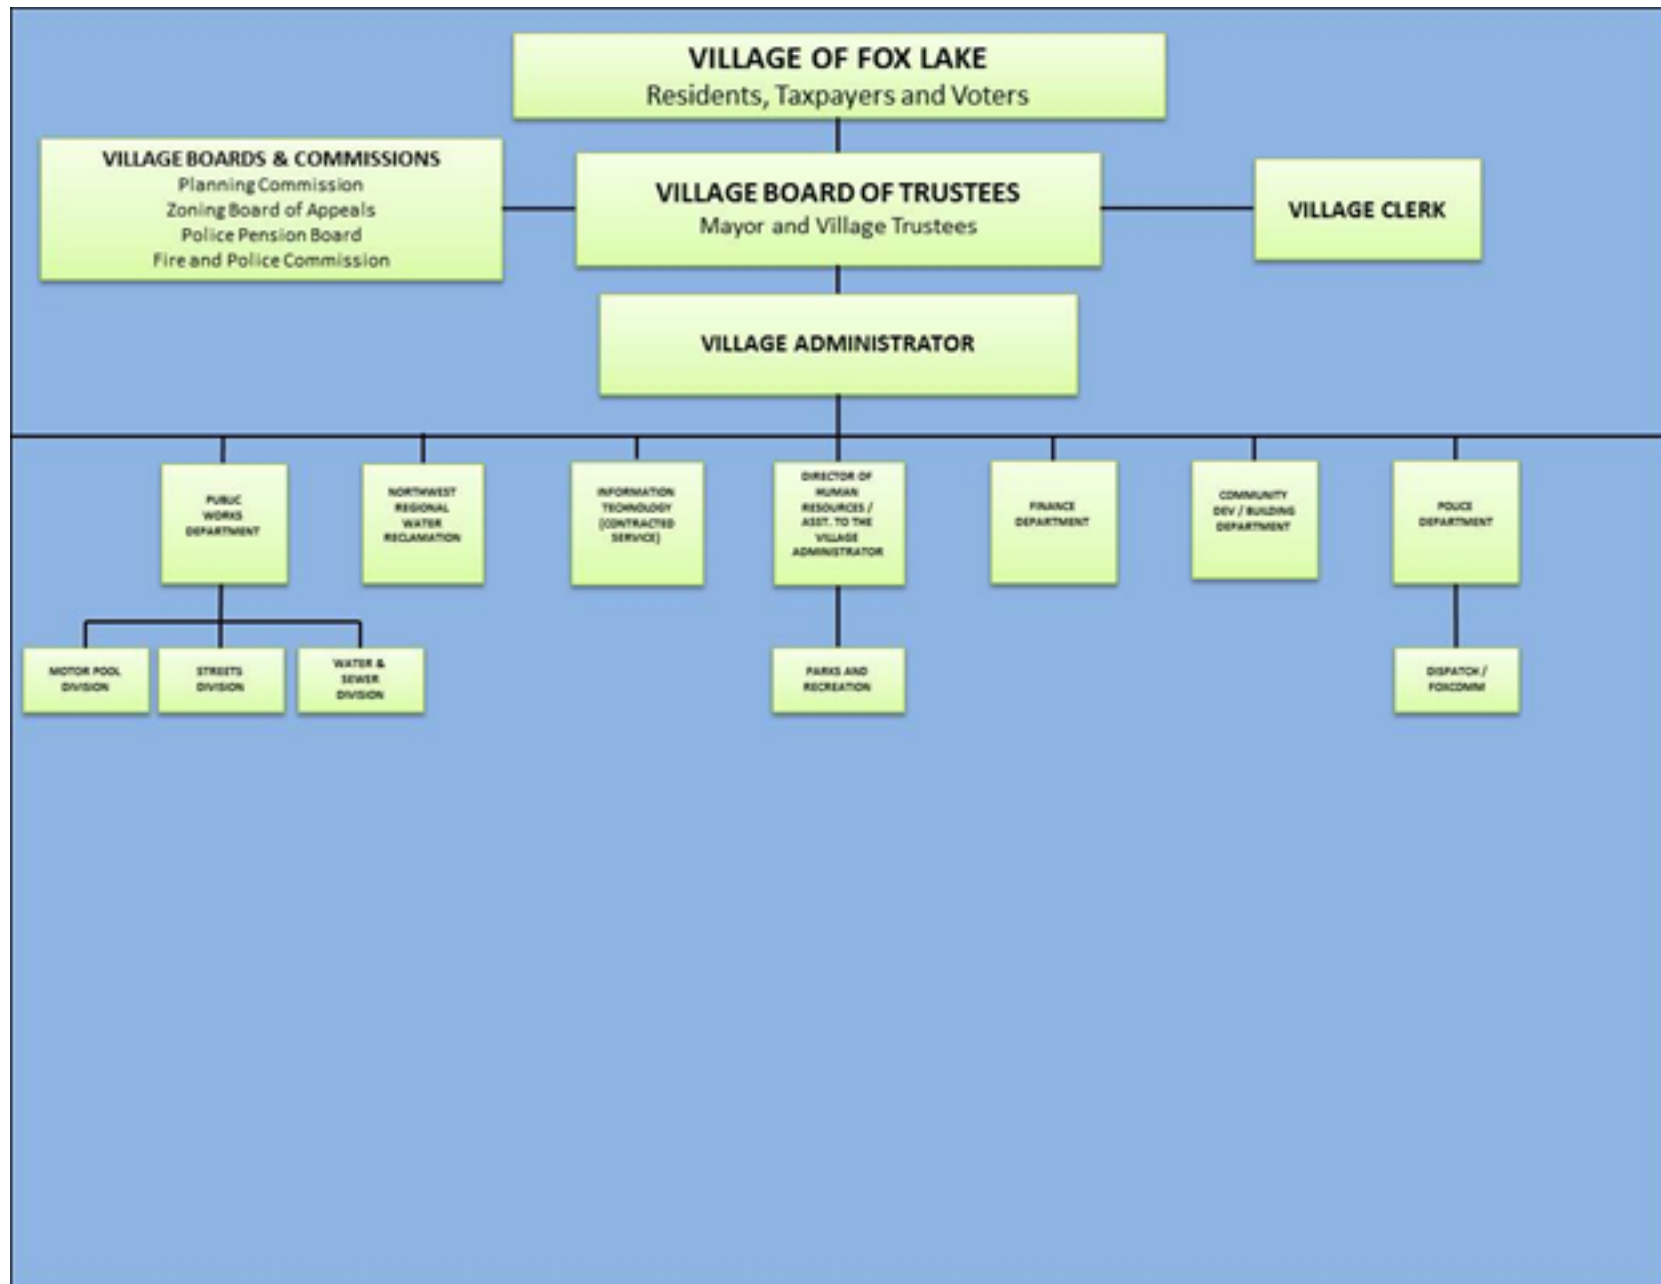 VILLAGE OF FOX LAKE
Residents, Taxpayers and Voters
VILLAGE BOARDS & COMMISSIONS
Planning Commission
Zoning Board of Appeals
Police Pension Board
Fire and Police Commission
VILLAGE BOARD OF TRUSTEES
Mayor and Village Trustees
VILLAGE CLERK
VILLAGE ADMINISTRATOR
PUBLIC
WORKS
DEPARTMENT
NORTHWEST
REGIONAL
WATER
RECLAMATION
INFORMATION
TECHNOLOGY
(CONTRACTED
SERVICE)
DIRECTOR OF
HUMAN
RESOURCES /
ASST. TO THE
VILLAGE
ADMINISTRATOR
FINANCE
DEPARTMENT
COMMUNITY
DEV / BUILDING
DEPARTMENT
POLICE
DEPARTMENT
MOTOR POOL
DIVISION
STREETS
DIVISION
WATER &
SEWER
DIVISION
PARKS AND
RECREATION
DISPATCH /
FOXCOMM